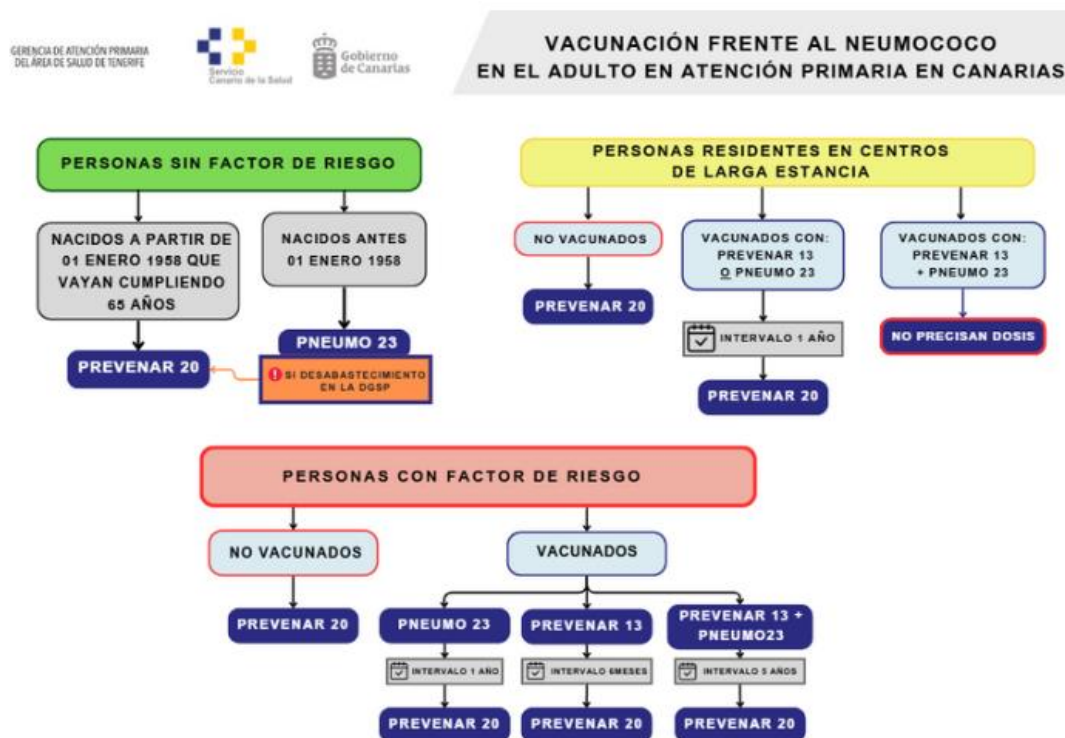 GERENCIA DE ATENCIÓN PRIMARIA
DEL ÁREA DE SALUD DE TENERIFE
Servicio
Canario de la Salud
Gobierno
de Canarias
VACUNACIÓN FRENTE AL NEUMOCOCO
EN EL ADULTO EN ATENCIÓN PRIMARIA EN CANARIAS
PERSONAS SIN FACTOR DE RIESGO
NACIDOS A PARTIR DE
01 ENERO 1958 QUE
VAYAN CUMPLIENDO
65 AÑOS
PREVENAR 20
NACIDOS ANTES
01 ENERO 1958
PNEUMO 23
SI DESABASTECIMIENTO
EN LA DGSP
PERSONAS RESIDENTES EN CENTROS
DE LARGA ESTANCIA
NO VACUNADOS
PREVENAR 20
VACUNADOS CON:
PREVENAR 13
O PNEUMO 23
INTERVALO 1 AÑO
PREVENAR 20
VACUNADOS CON:
PREVENAR 13
+ PNEUMO 23
NO PRECISAN DOSIS
PERSONAS CON FACTOR DE RIESGO
NO VACUNADOS
PREVENAR 20
VACUNADOS
PNEUMO 23
INTERVALO 1 AÑO
PREVENAR 20
PREVENAR 13
INTERVALO 6MESES
PREVENAR 20
PREVENAR 13 +
PNEUMO23
INTERVALO 5 AÑOS
PREVENAR 20